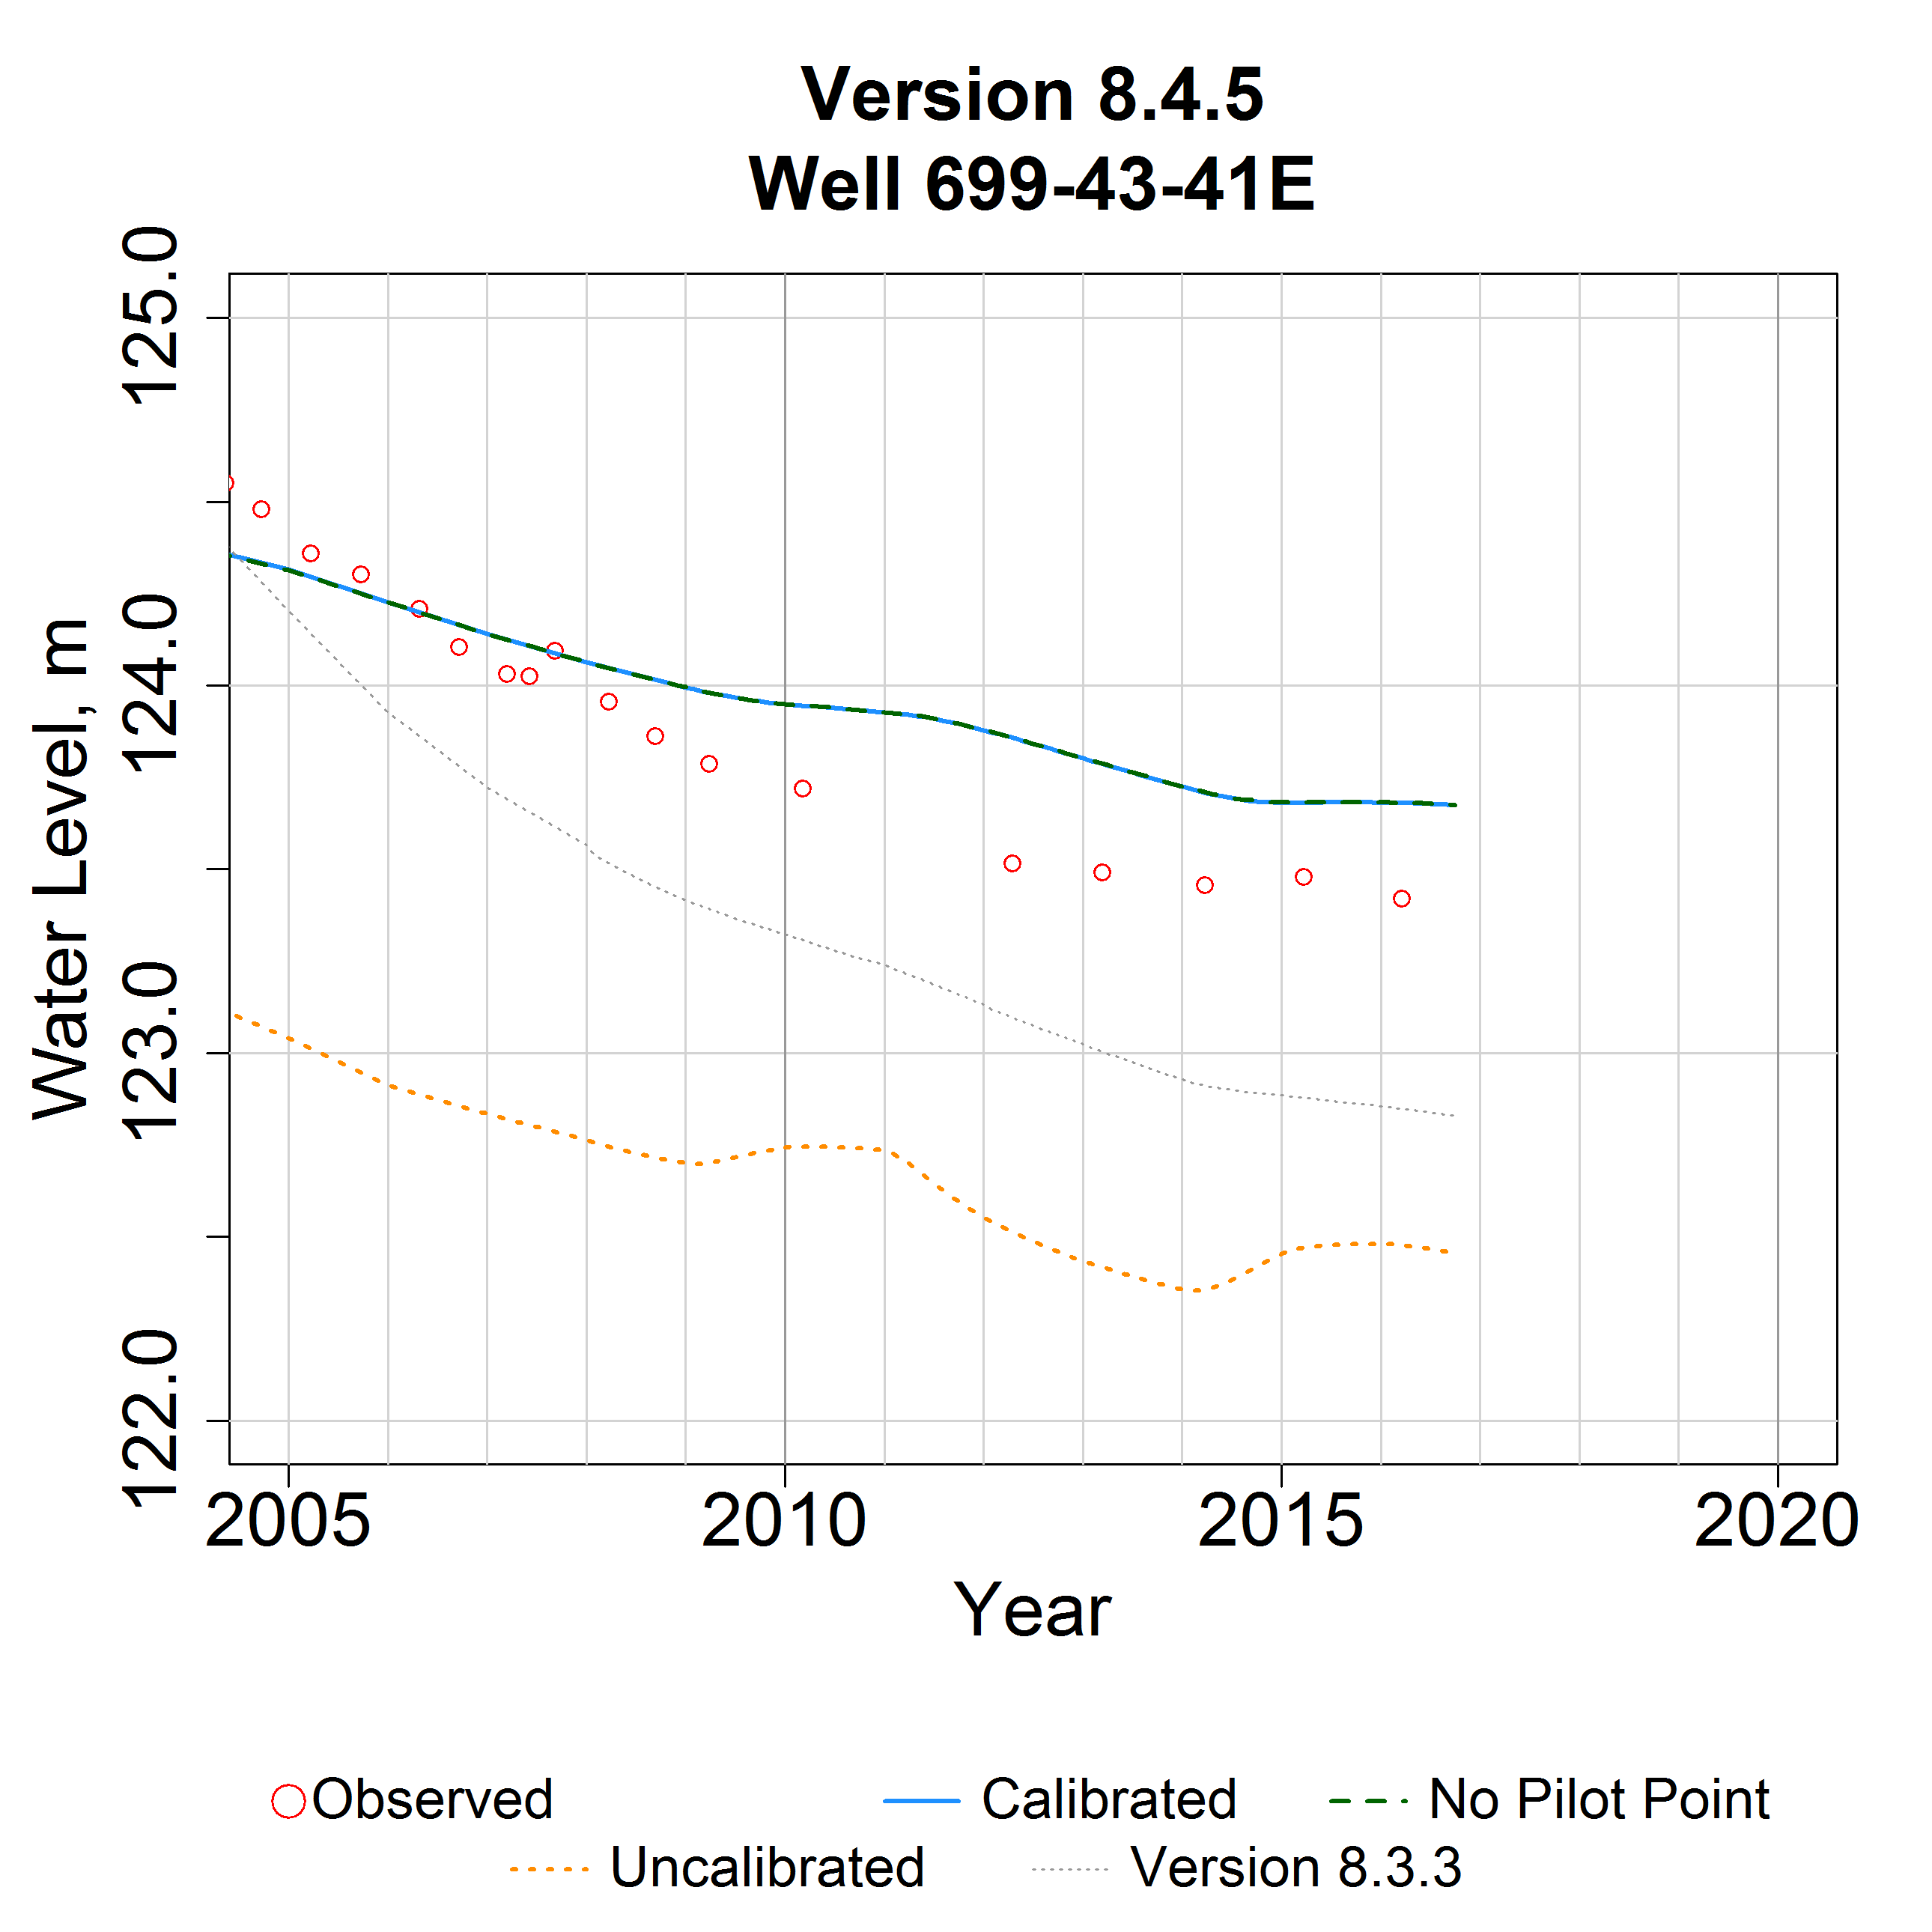 Version 8.4.5
Well 699-43-41E
125.0
124.0
123.0
122.0
Water Level, m
2005 2010 2015 2020
Year
Observed Calibrated No Pilot Point
Uncalibrated Version 8.3.3